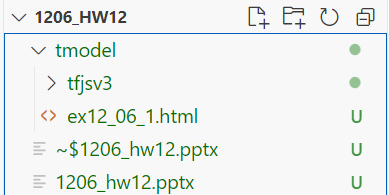 1206_HW12
tmodel
tfjsv3
<> ex12_06_1.html U
~$1206_hw12.pptx U
1206_hw12.pptx U